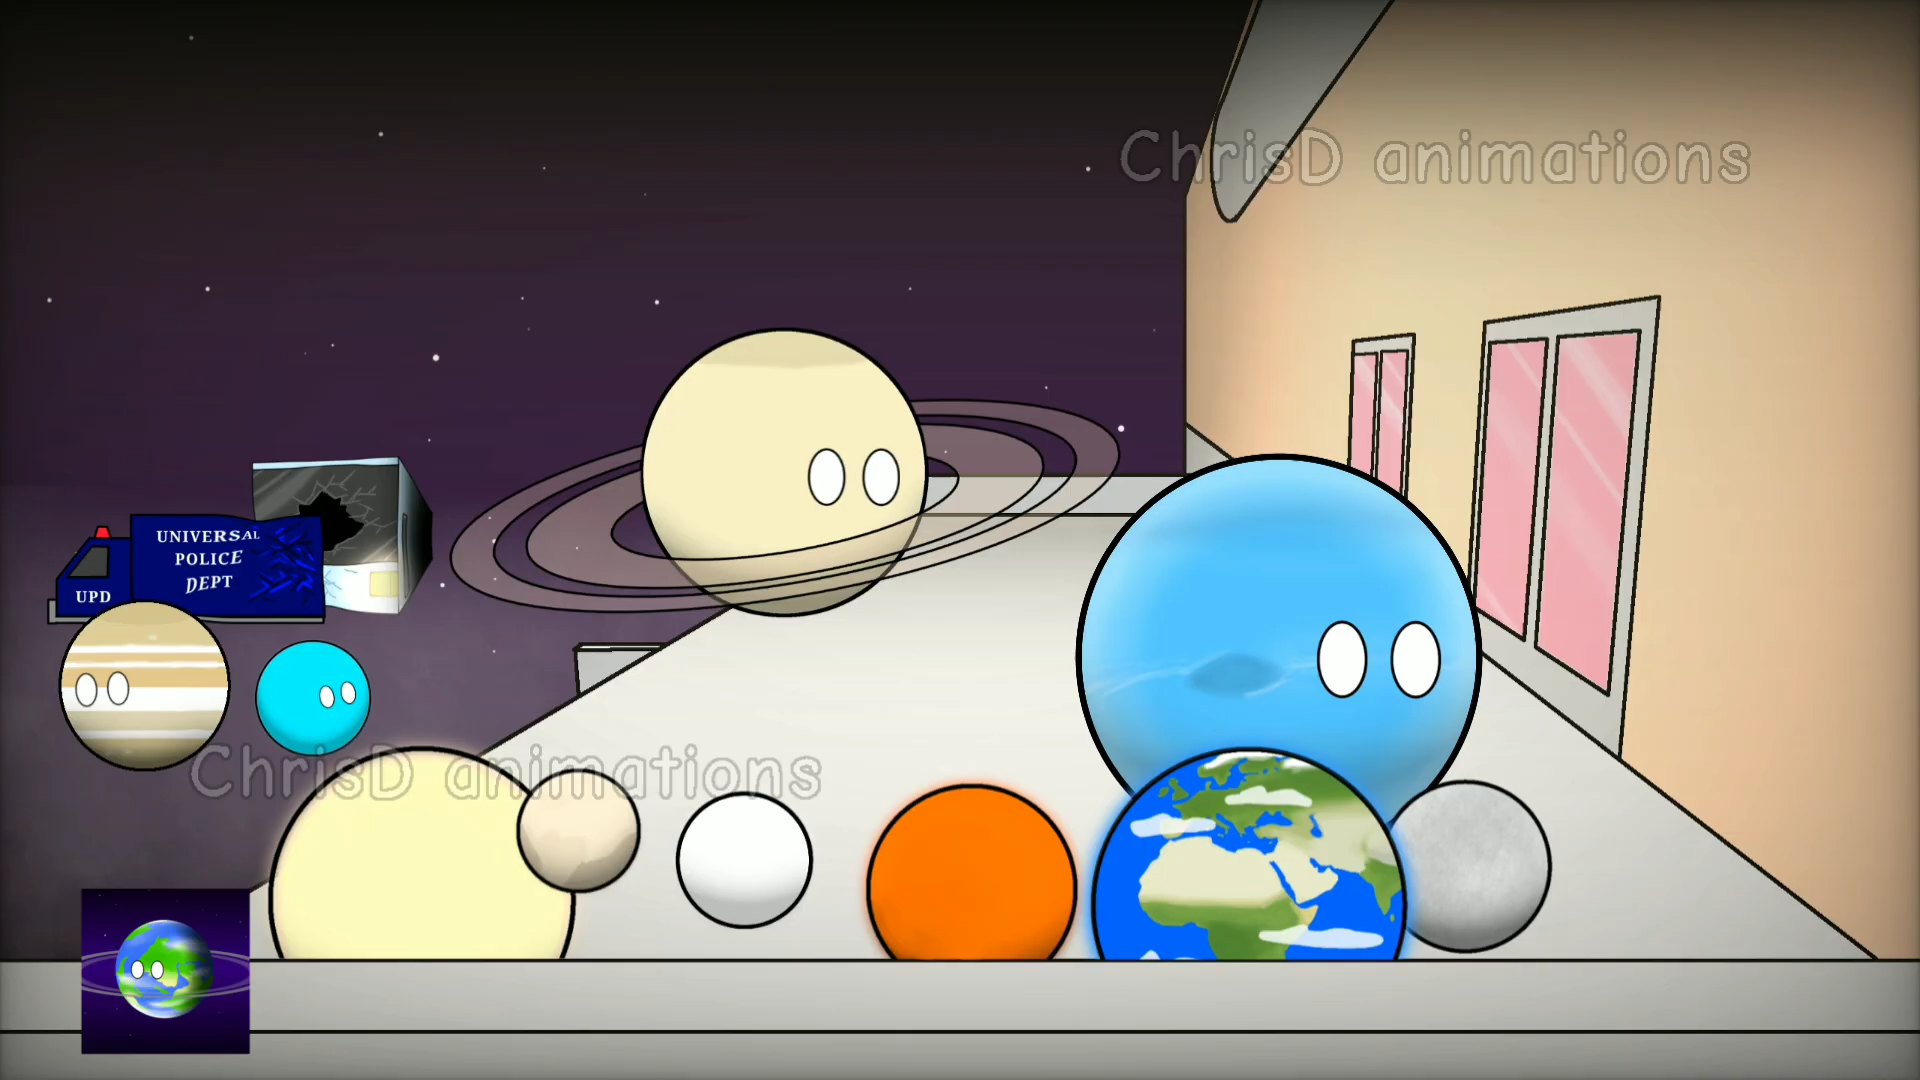 ChrisD animations
UNIVERSAL
POLICE
DEPT
UPD
ChrisD animations